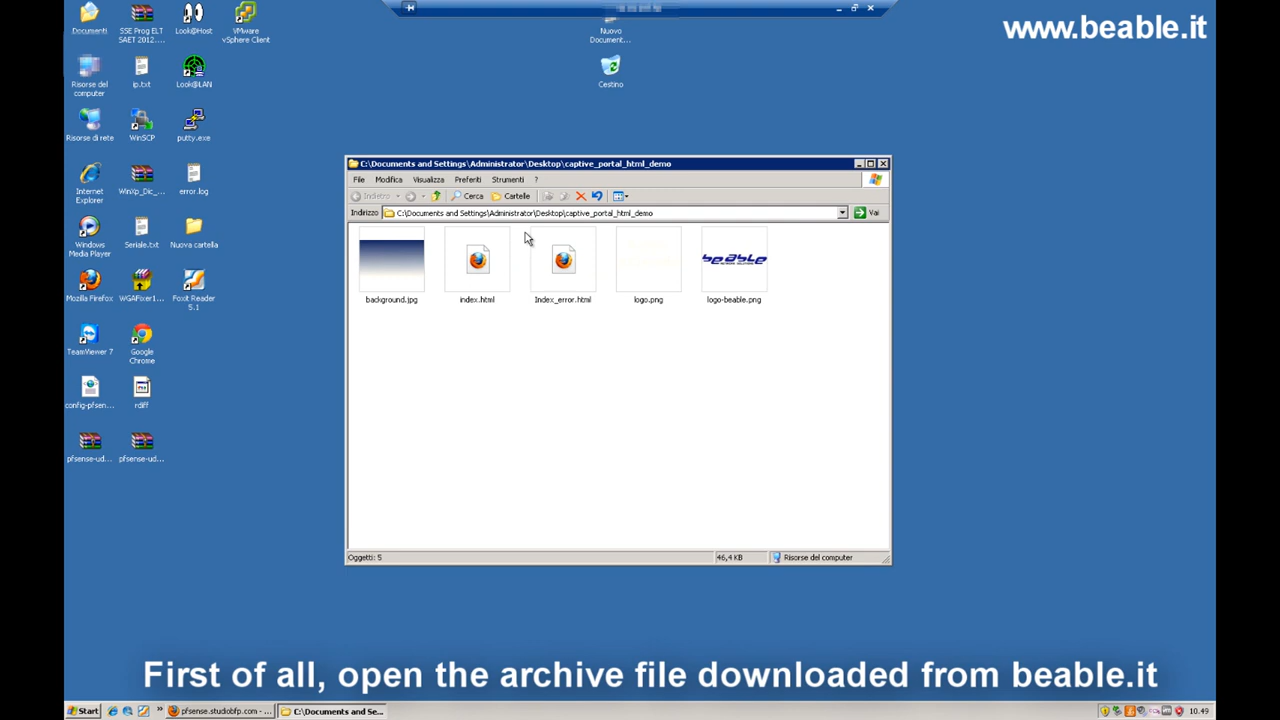 www.beable.it
Documenti
SSE Prog ELT
SAET 2012....
Look@Host
VMware
vSphere Client
Nuovo
Document...
Risorse del
computer
ip.txt
Look@LAN
Cestino
Risorse di rete
WinSCP
putty.exe
Internet
Explorer
WinXp_Dic_...
error.log
Windows
Media Player
Seriale.txt
Nuova cartella
Mozilla Firefox
WGAFixer1...
Foxit Reader
5.1
TeamViewer 7
Google
Chrome
config-pfsen...
rdiff
pfsense-ud...
pfsense-ud...
C:\Documents and Settings\Administrator\Desktop\captive_portal_html_demo
File Modifica Visualizza Preferiti Strumenti ?
Indietro Cerca Cartelle
Indirizzo C:\Documents and Settings\Administrator\Desktop\captive_portal_html_demo Vai
beable
background.jpg index.html Index_error.html logo.png logo-beable.png
Oggetti: 5 46,4 KB Risorse del computer
First of all, open the archive file downloaded from beable.it
Start pfsense.studiobfp.com - ... C:\Documents and Se... 10.49